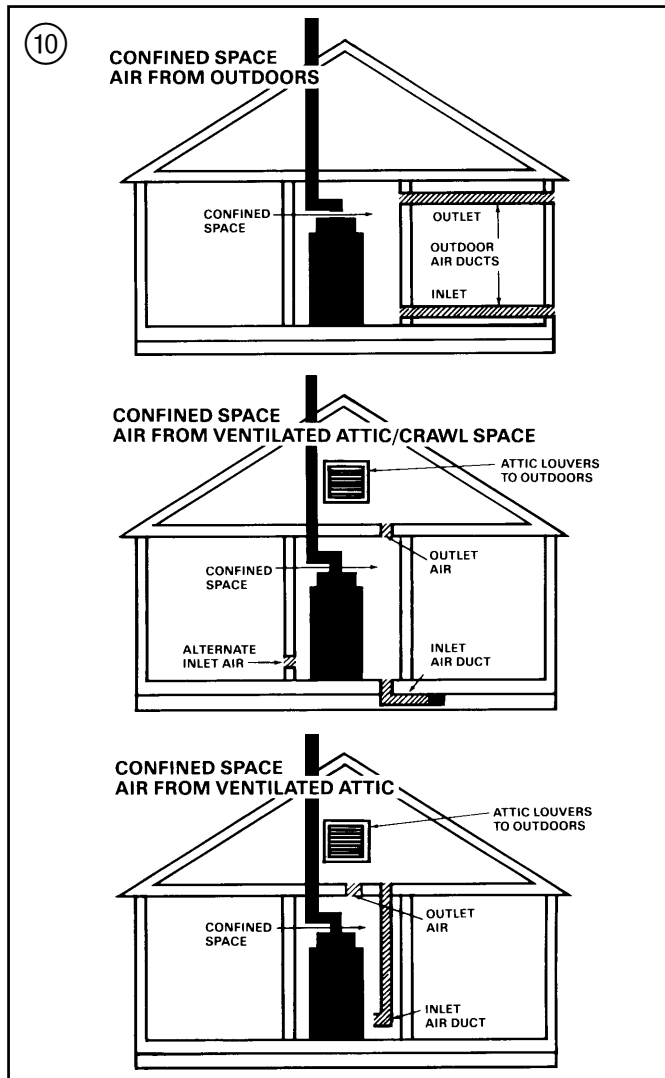 10
CONFINED SPACE
AIR FROM OUTDOORS
CONFINED
SPACE
OUTLET
OUTDOOR
AIR DUCTS
INLET
CONFINED SPACE
AIR FROM VENTILATED ATTIC/CRAWL SPACE
ATTIC LOUVERS
TO OUTDOORS
OUTLET
AIR
CONFINED
SPACE
ALTERNATE
INLET AIR
INLET
AIR DUCT
CONFINED SPACE
AIR FROM VENTILATED ATTIC
ATTIC LOUVERS
TO OUTDOORS
OUTLET
AIR
CONFINED
SPACE
INLET
AIR DUCT